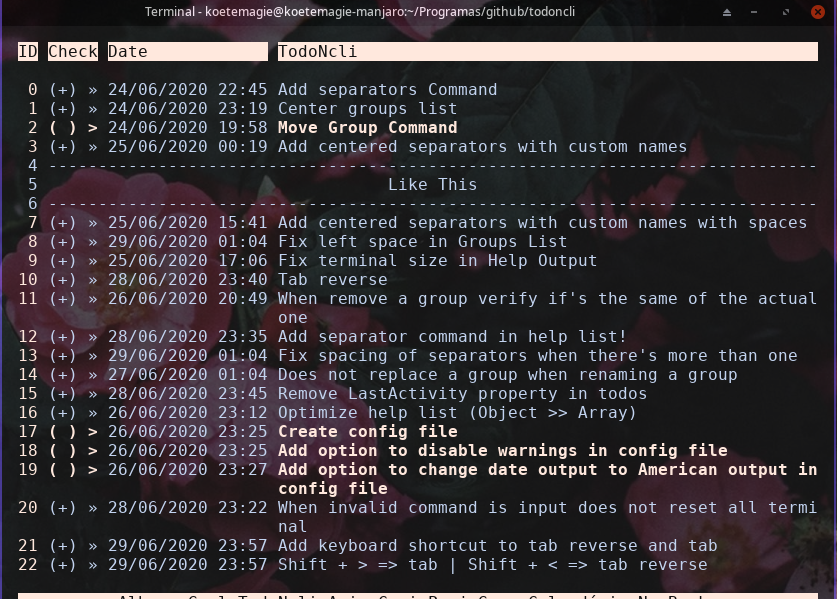 Terminal - koetemagie@koetemagie-manjaro:~/Programas/github/todoncli
ID Check Date TodoNcli
0 (+) » 24/06/2020 22:45 Add separators Command
1 (+) » 24/06/2020 23:19 Center groups list
2 ( ) > 24/06/2020 19:58 Move Group Command
3 (+) » 25/06/2020 00:19 Add centered separators with custom names
4 ------------------------------------------------------------------------------
5 Like This
6 ------------------------------------------------------------------------------
7 (+) » 25/06/2020 15:41 Add centered separators with custom names with spaces
8 (+) » 29/06/2020 01:04 Fix left space in Groups List
9 (+) » 25/06/2020 17:06 Fix terminal size in Help Output
10 (+) » 28/06/2020 23:40 Tab reverse
11 (+) » 26/06/2020 20:49 When remove a group verify if's the same of the actual
one
12 (+) » 28/06/2020 23:35 Add separator command in help list!
13 (+) » 29/06/2020 01:04 Fix spacing of separators when there's more than one
14 (+) » 27/06/2020 01:04 Does not replace a group when renaming a group
15 (+) » 28/06/2020 23:45 Remove LastActivity property in todos
16 (+) » 26/06/2020 23:12 Optimize help list (Object >> Array)
17 ( ) > 26/06/2020 23:25 Create config file
18 ( ) > 26/06/2020 23:25 Add option to disable warnings in config file
19 ( ) > 26/06/2020 23:27 Add option to change date output to American output in
config file
20 (+) » 28/06/2020 23:22 When invalid command is input does not reset all termi
nal
21 (+) » 29/06/2020 23:57 Add keyboard shortcut to tab reverse and tab
22 (+) » 29/06/2020 23:57 Shift + > => tab | Shift + < => tab reverse